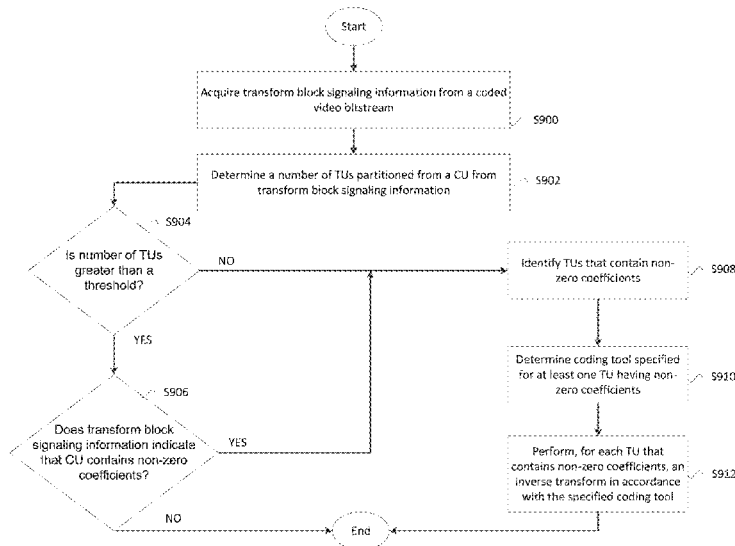 Start
Acquire transform block signaling information from a coded
video bitstream
S900
Determine a number of TUs partitioned from a CU from
transform block signaling information
S902
S904
Is number of TUs
greater than a
threshold?
NO
YES
S906
Does transform block
signaling information indicate
that CU contains non-zero
coefficients?
YES
NO
Identify TUs that contain non-
zero coefficients
S908
Determine coding tool specified
for at least one TU having non-
zero coefficients
S910
Perform, for each TU that
contains non-zero coefficients, an
inverse transform in accordance
with the specified coding tool
S912
End